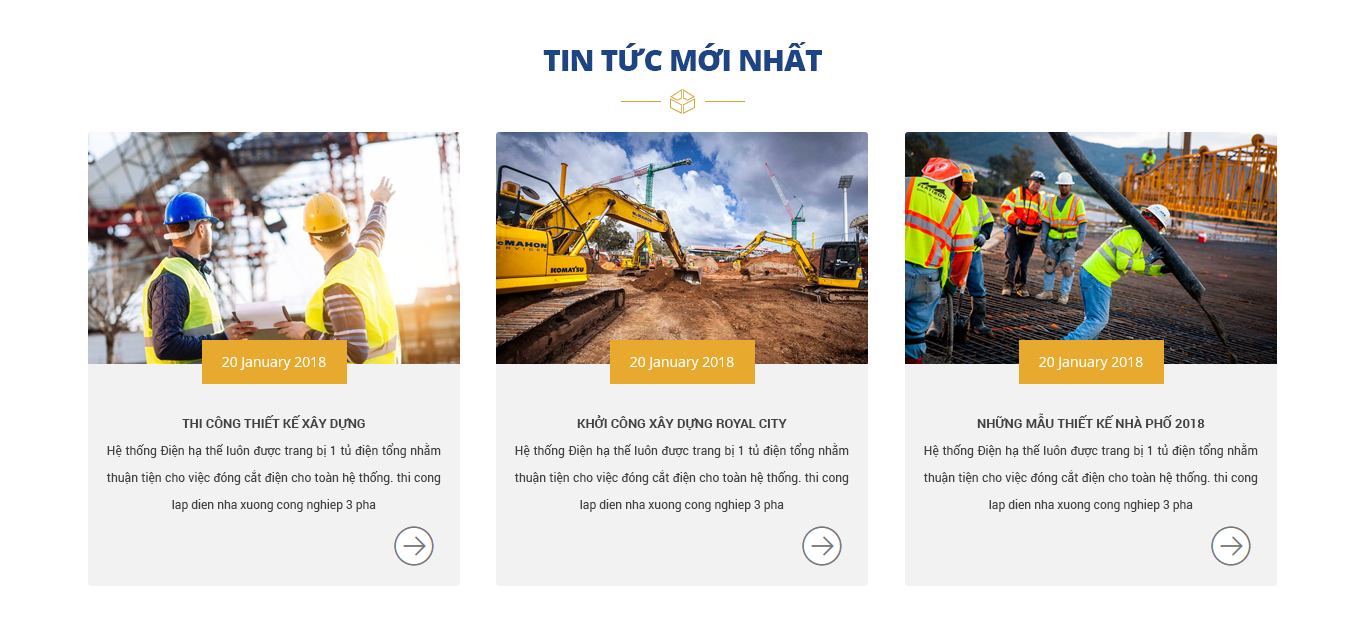 TIN TỨC MỚI NHẤT
McMAHON
SERVICES
KOMATSU
20 January 2018
THI CÔNG THIẾT KẾ XÂY DỰNG
Hệ thống Điện hạ thế luôn được trang bị 1 tủ điện tổng nhằm
thuận tiện cho việc đóng cắt điện cho toàn hệ thống. thi cong
lap dien nha xuong cong nghiep 3 pha
20 January 2018
KHỞI CÔNG XÂY DỰNG ROYAL CITY
Hệ thống Điện hạ thế luôn được trang bị 1 tủ điện tổng nhằm
thuận tiện cho việc đóng cắt điện cho toàn hệ thống. thi cong
lap dien nha xuong cong nghiep 3 pha
20 January 2018
NHỮNG MẪU THIẾT KẾ NHÀ PHỐ 2018
Hệ thống Điện hạ thế luôn được trang bị 1 tủ điện tổng nhằm
thuận tiện cho việc đóng cắt điện cho toàn hệ thống. thi cong
lap dien nha xuong cong nghiep 3 pha